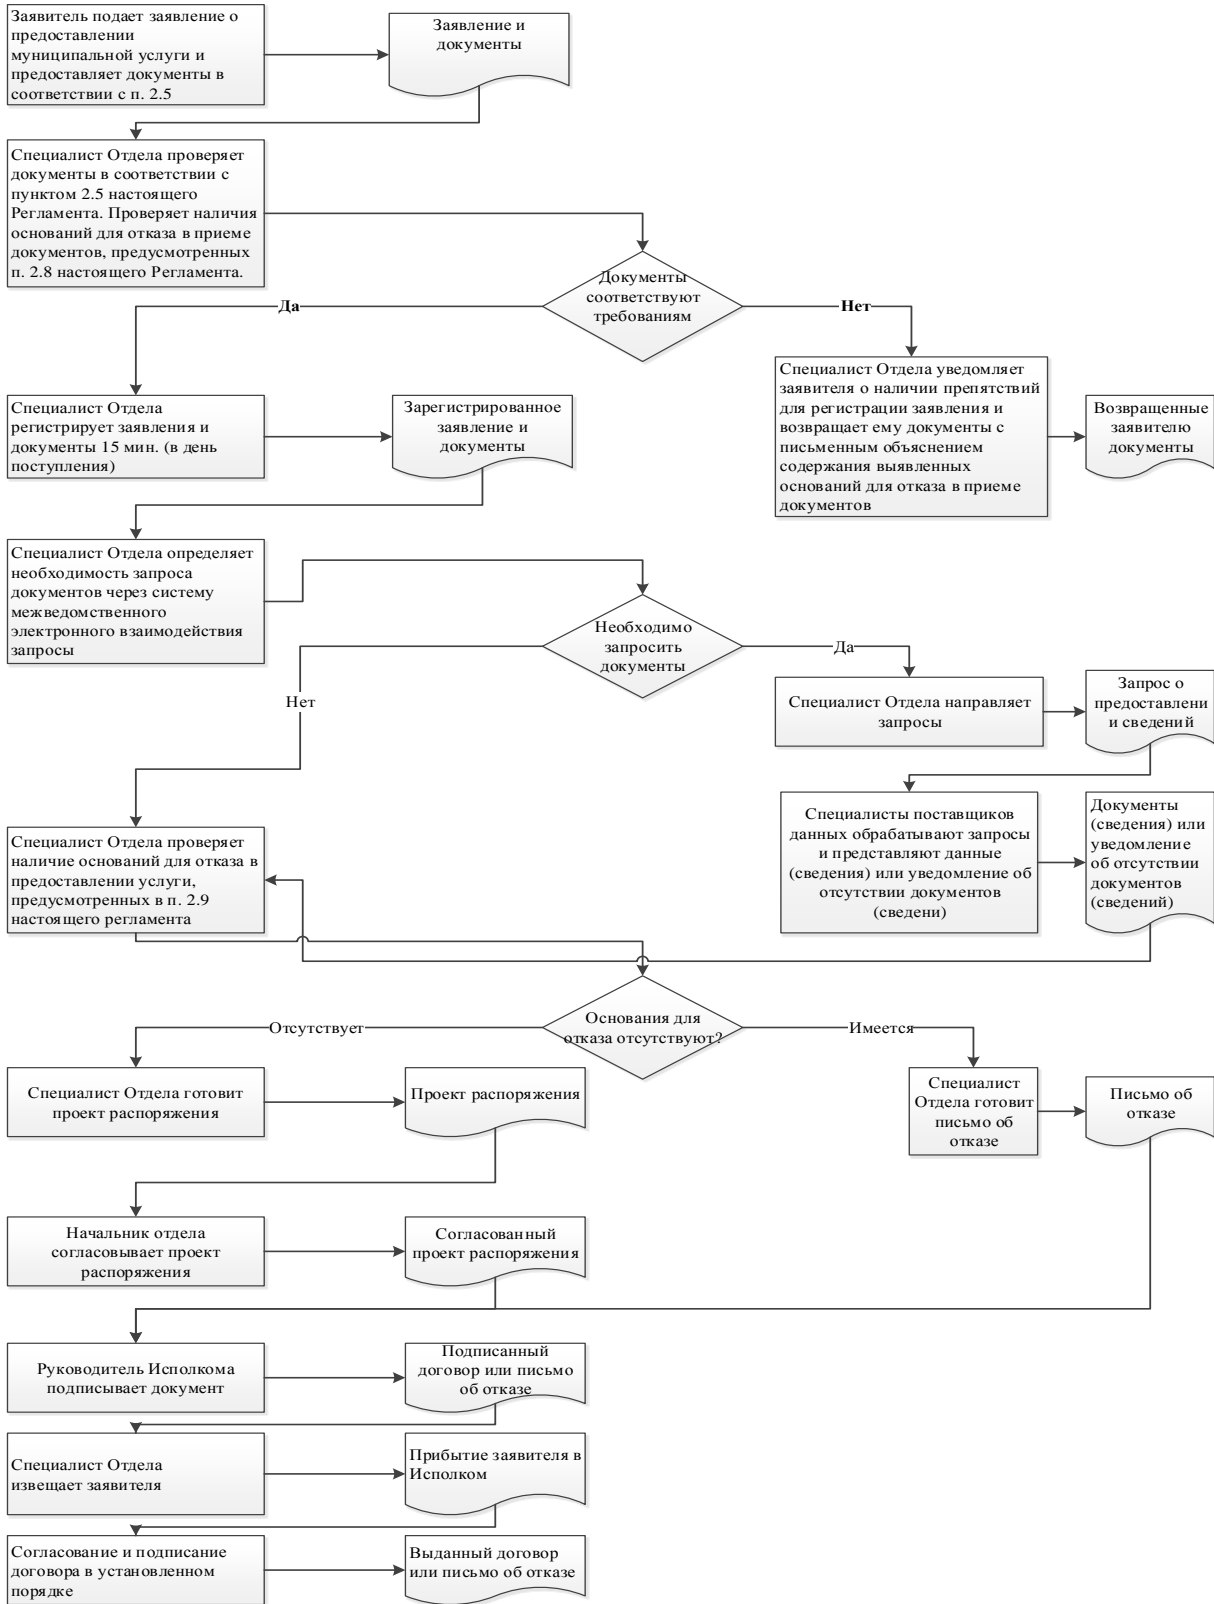 Заявитель подает заявление о
предоставлении
муниципальной услуги и
предоставляет документы в
соответствии с п. 2.5
Заявление и
документы
Специалист Отдела проверяет
документы в соответствии с
пунктом 2.5 настоящего
Регламента. Проверяет наличия
оснований для отказа в приеме
документов, предусмотренных
п. 2.8 настоящего Регламента.
Документы
соответствуют
требованиям
Да
Нет
Специалист Отдела
регистрирует заявления и
документы 15 мин. (в день
поступления)
Зарегистрированное
заявление и
документы
Специалист Отдела уведомляет
заявителя о наличии препятствий
для регистрации заявления и
возвращает ему документы с
письменным объяснением
содержания выявленных
оснований для отказа в приеме
документов
Возвращенные
заявителю
документы
Специалист Отдела определяет
необходимость запроса
документов через систему
межведомственного
электронного взаимодействия
запросы
Необходимо
запросить
документы
Да
Нет
Специалист Отдела направляет
запросы
Запрос о
предоставлени
и сведений
Специалисты поставщиков
данных обрабатывают запросы
и представляют данные
(сведения) или уведомление об
отсутствии документов
(сведени)
Документы
(сведения) или
уведомление
об отсутствии
документов
(сведений)
Специалист Отдела проверяет
наличие оснований для отказа в
предоставлении услуги,
предусмотренных в п. 2.9
настоящего регламента
Основания для
отказа отсутствуют?
Отсутствует
Имеется
Специалист Отдела готовит
проект распоряжения
Проект распоряжения
Специалист
Отдела готовит
письмо об
отказе
Письмо об
отказе
Начальник отдела
согласовывает проект
распоряжения
Согласованный
проект распоряжения
Руководитель Исполкома
подписывает документ
Подписанный
договор или письмо
об отказе
Специалист Отдела
извещает заявителя
Прибытие заявителя в
Исполком
Согласование и подписание
договора в установленном
порядке
Выданный договор
или письмо об отказе